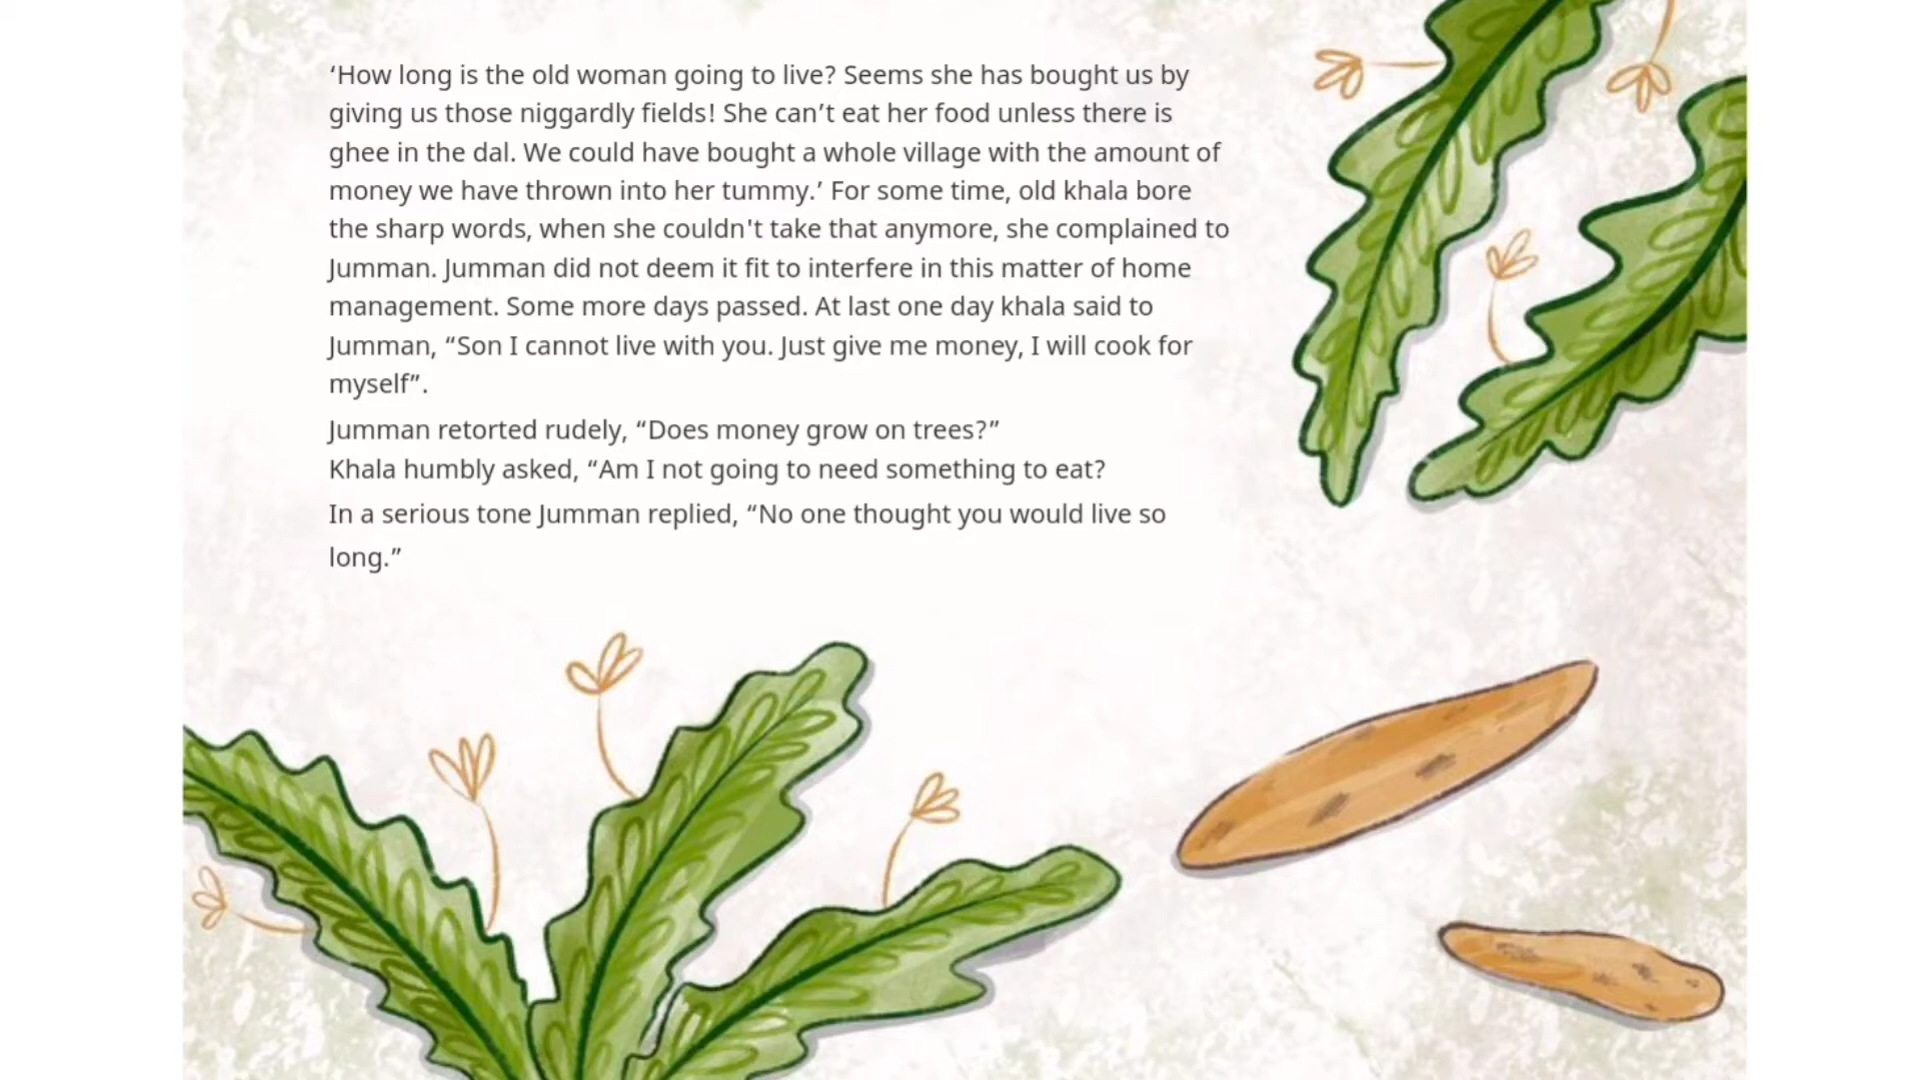 ‘How long is the old woman going to live? Seems she has bought us by
giving us those niggardly fields! She can’t eat her food unless there is
ghee in the dal. We could have bought a whole village with the amount of
money we have thrown into her tummy.’ For some time, old khala bore
the sharp words, when she couldn't take that anymore, she complained to
Jumman. Jumman did not deem it fit to interfere in this matter of home
management. Some more days passed. At last one day khala said to
Jumman, “Son I cannot live with you. Just give me money, I will cook for
myself”.
Jumman retorted rudely, “Does money grow on trees?”
Khala humbly asked, “Am I not going to need something to eat?
In a serious tone Jumman replied, “No one thought you would live so
long.”